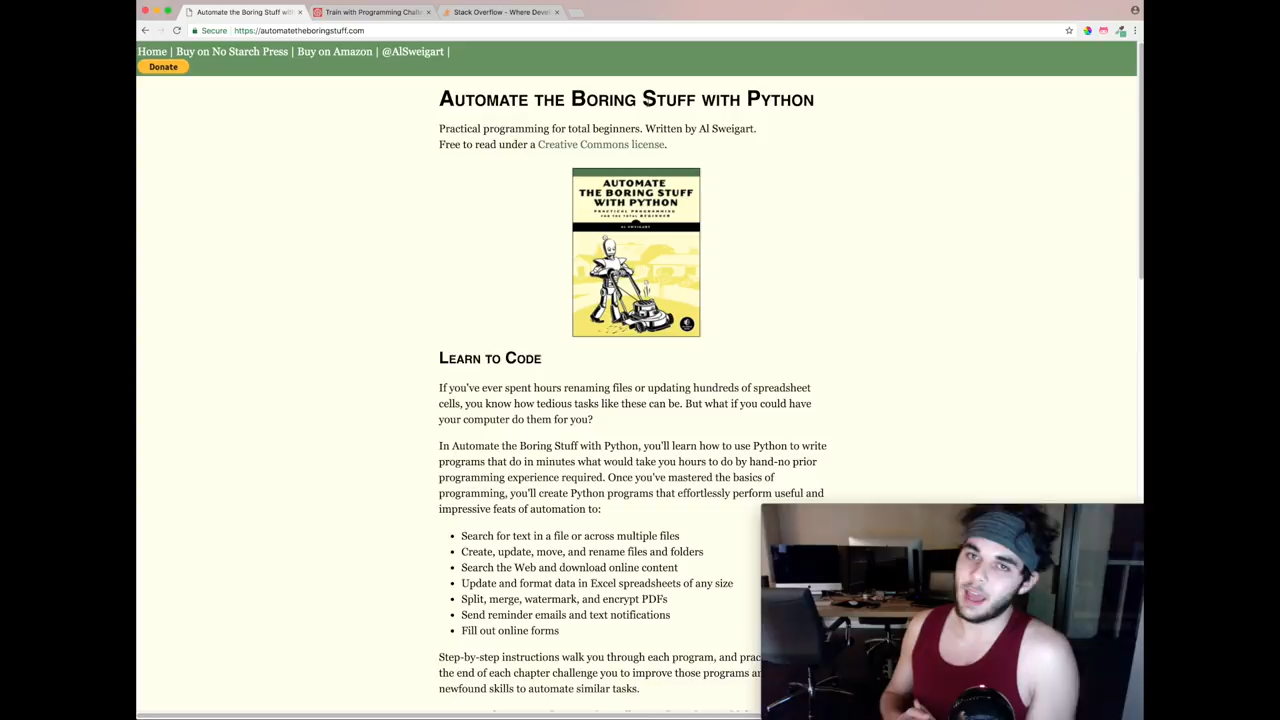 Automate the Boring Stuff wit
Train with Programming Challe
Stack Overflow - Where Develo
Secure
https://automatetheboringstuff.com
Home | Buy on No Starch Press | Buy on Amazon | @AlSweigart |
Donate
Automate the Boring Stuff with Python
Practical programming for total beginners. Written by Al Sweigart.
Free to read under a Creative Commons license.
AUTOMATE
THE BORING STUFF
WITH PYTHON
PRACTICAL PROGRAMMING
FOR THE TOTAL BEGINNER
AL SWEIGART
Learn to Code
If you've ever spent hours renaming files or updating hundreds of spreadsheet
cells, you know how tedious tasks like these can be. But what if you could have
your computer do them for you?
In Automate the Boring Stuff with Python, you'll learn how to use Python to write
programs that do in minutes what would take you hours to do by hand-no prior
programming experience required. Once you've mastered the basics of
programming, you'll create Python programs that effortlessly perform useful and
impressive feats of automation to:
• Search for text in a file or across multiple files
• Create, update, move, and rename files and folders
• Search the Web and download online content
• Update and format data in Excel spreadsheets of any size
• Split, merge, watermark, and encrypt PDFs
• Send reminder emails and text notifications
• Fill out online forms
Step-by-step instructions walk you through each program, and prac
the end of each chapter challenge you to improve those programs a
newfound skills to automate similar tasks.